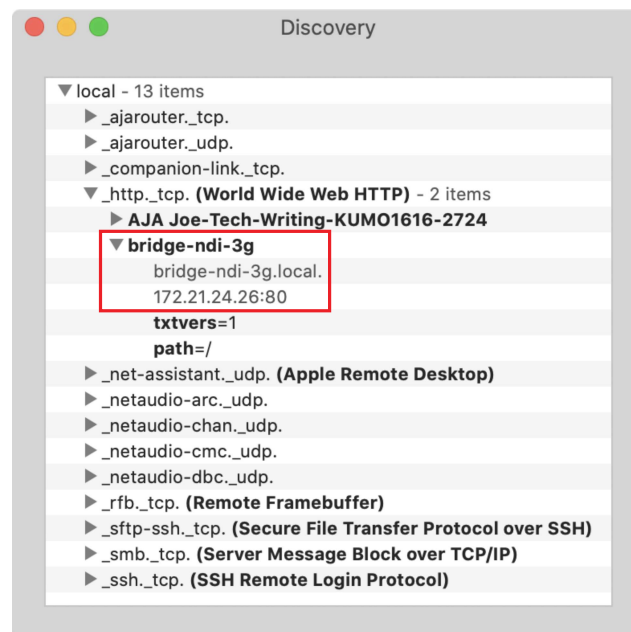 Discovery
local - 13 items
_ajarouter._tcp.
_ajarouter._udp.
_companion-link._tcp.
_http._tcp. (World Wide Web HTTP) - 2 items
AJA Joe-Tech-Writing-KUMO1616-2724
bridge-ndi-3g
bridge-ndi-3g.local.
172.21.24.26:80
txtvers=1
path=/
_net-assistant._udp. (Apple Remote Desktop)
_netaudio-arc._udp.
_netaudio-chan._udp.
_netaudio-cmc._udp.
_netaudio-dbc._udp.
_rfb._tcp. (Remote Framebuffer)
_sftp-ssh._tcp. (Secure File Transfer Protocol over SSH)
_smb._tcp. (Server Message Block over TCP/IP)
_ssh._tcp. (SSH Remote Login Protocol)